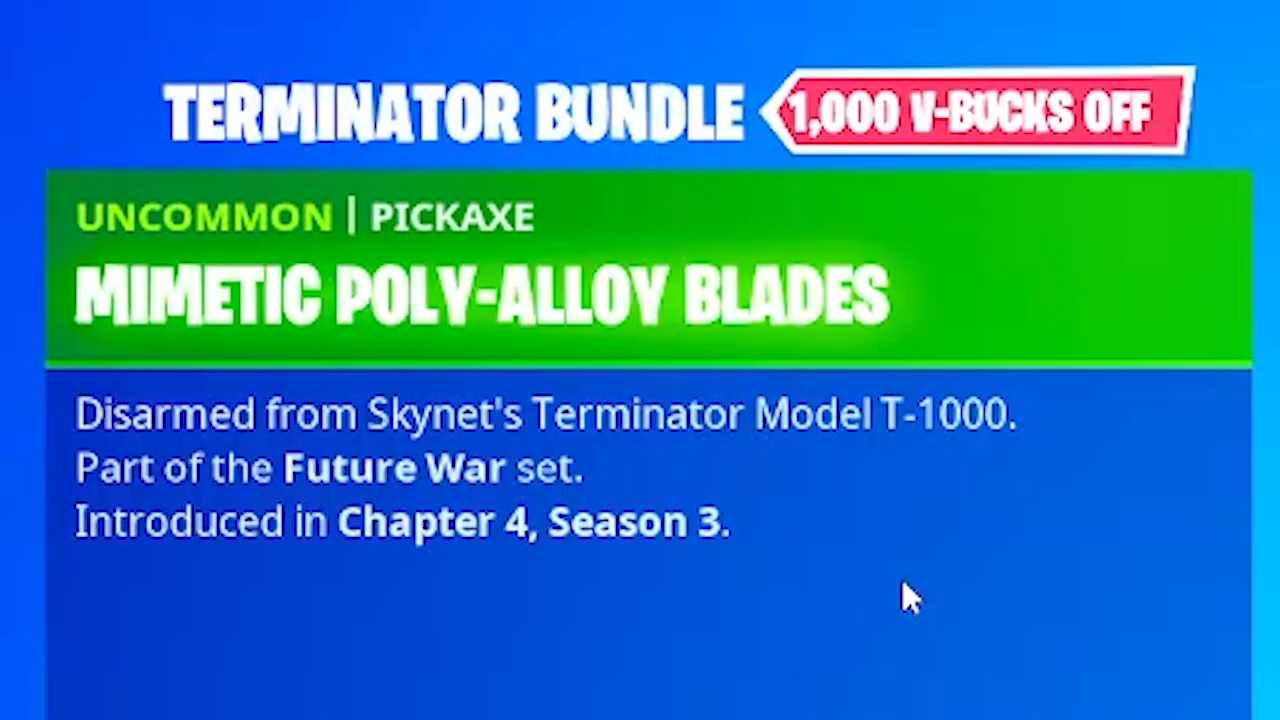 TERMINATOR BUNDLE 1,000 V-BUCKS OFF
UNCOMMON | PICKAXE
MIMETIC POLY-ALLOY BLADES
Disarmed from Skynet's Terminator Model T-1000.
Part of the Future War set.
Introduced in Chapter 4, Season 3.